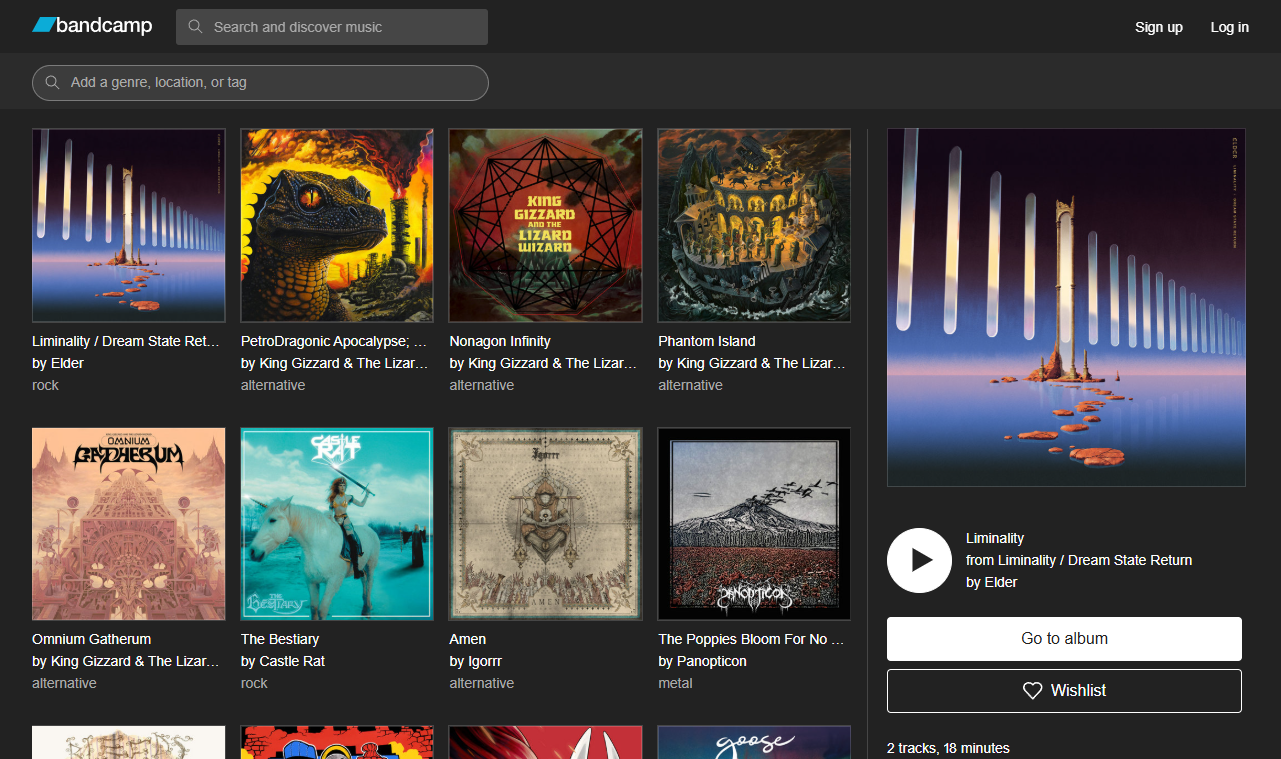 bandcamp
Search and discover music
Sign up
Log in
Add a genre, location, or tag
KING
GIZZARD
AND THE
LIZARD
WIZARD
Liminality / Dream State Ret...
by Elder
rock
PetroDragonic Apocalypse; ...
by King Gizzard & The Lizar...
alternative
Nonagon Infinity
by King Gizzard & The Lizar...
alternative
Phantom Island
by King Gizzard & The Lizar...
alternative
ELDER LIMINALITY / DREAM STATE RETURN
OMNIUM
GATHERUM
CASTLE
RAT
THE
BESTIARY
Igorrr
AMEN
PANOPTICON
Omnium Gatherum
by King Gizzard & The Lizar...
alternative
The Bestiary
by Castle Rat
rock
Amen
by Igorrr
alternative
The Poppies Bloom For No ...
by Panopticon
metal
goose
Liminality
from Liminality / Dream State Return
by Elder
Go to album
Wishlist
2 tracks, 18 minutes